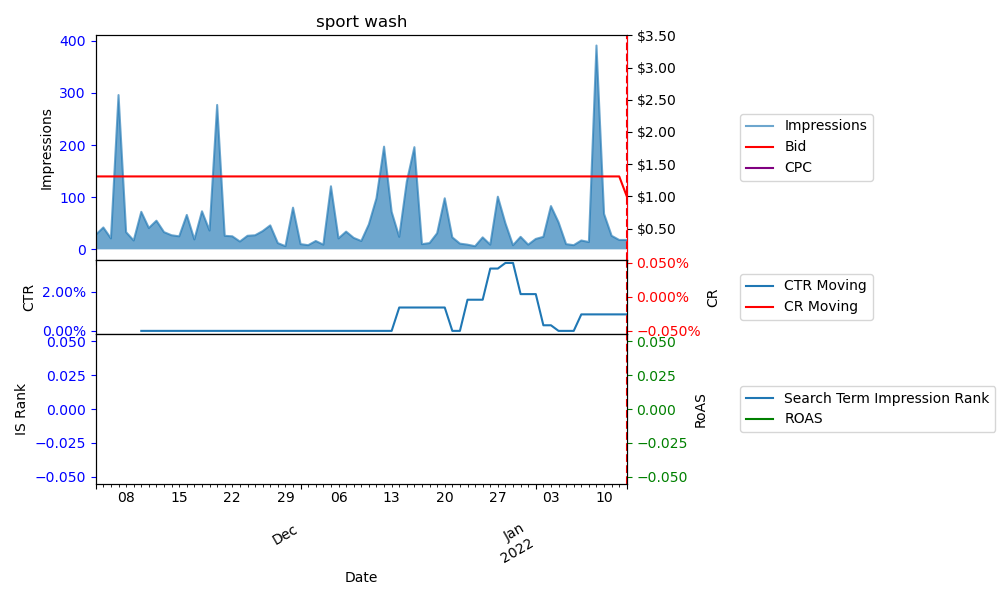 sport wash
400
300
200
100
0
Impressions
$3.50
$3.00
$2.50
$2.00
$1.50
$1.00
$0.50
Impressions
Bid
CPC
2.00%
0.00%
CTR
0.050%
0.000%
−0.050%
CR
CTR Moving
CR Moving
0.050
0.025
0.000
−0.025
−0.050
IS Rank
0.050
0.025
0.000
−0.025
−0.050
RoAS
Search Term Impression Rank
ROAS
08 15 22 29 06 13 20 27 03 10
Dec
Jan
2022
Date